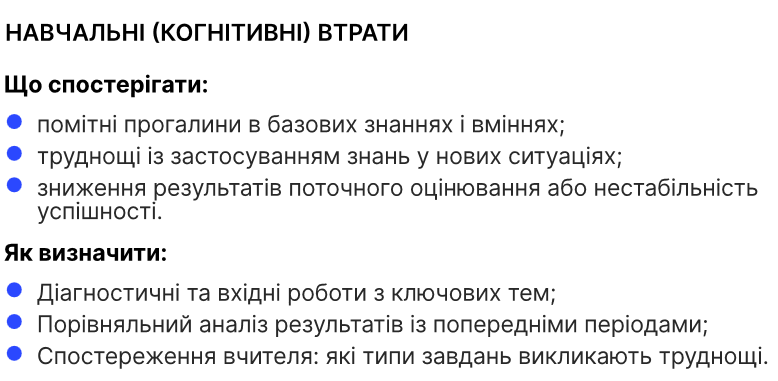 НАВЧАЛЬНІ (КОГНІТИВНІ) ВТРАТИ
Що спостерігати:
помітні прогалини в базових знаннях і вміннях;
труднощі із застосуванням знань у нових ситуаціях;
зниження результатів поточного оцінювання або нестабільність
успішності.
Як визначити:
Діагностичні та вхідні роботи з ключових тем;
Порівняльний аналіз результатів із попередніми періодами;
Спостереження вчителя: які типи завдань викликають труднощі.